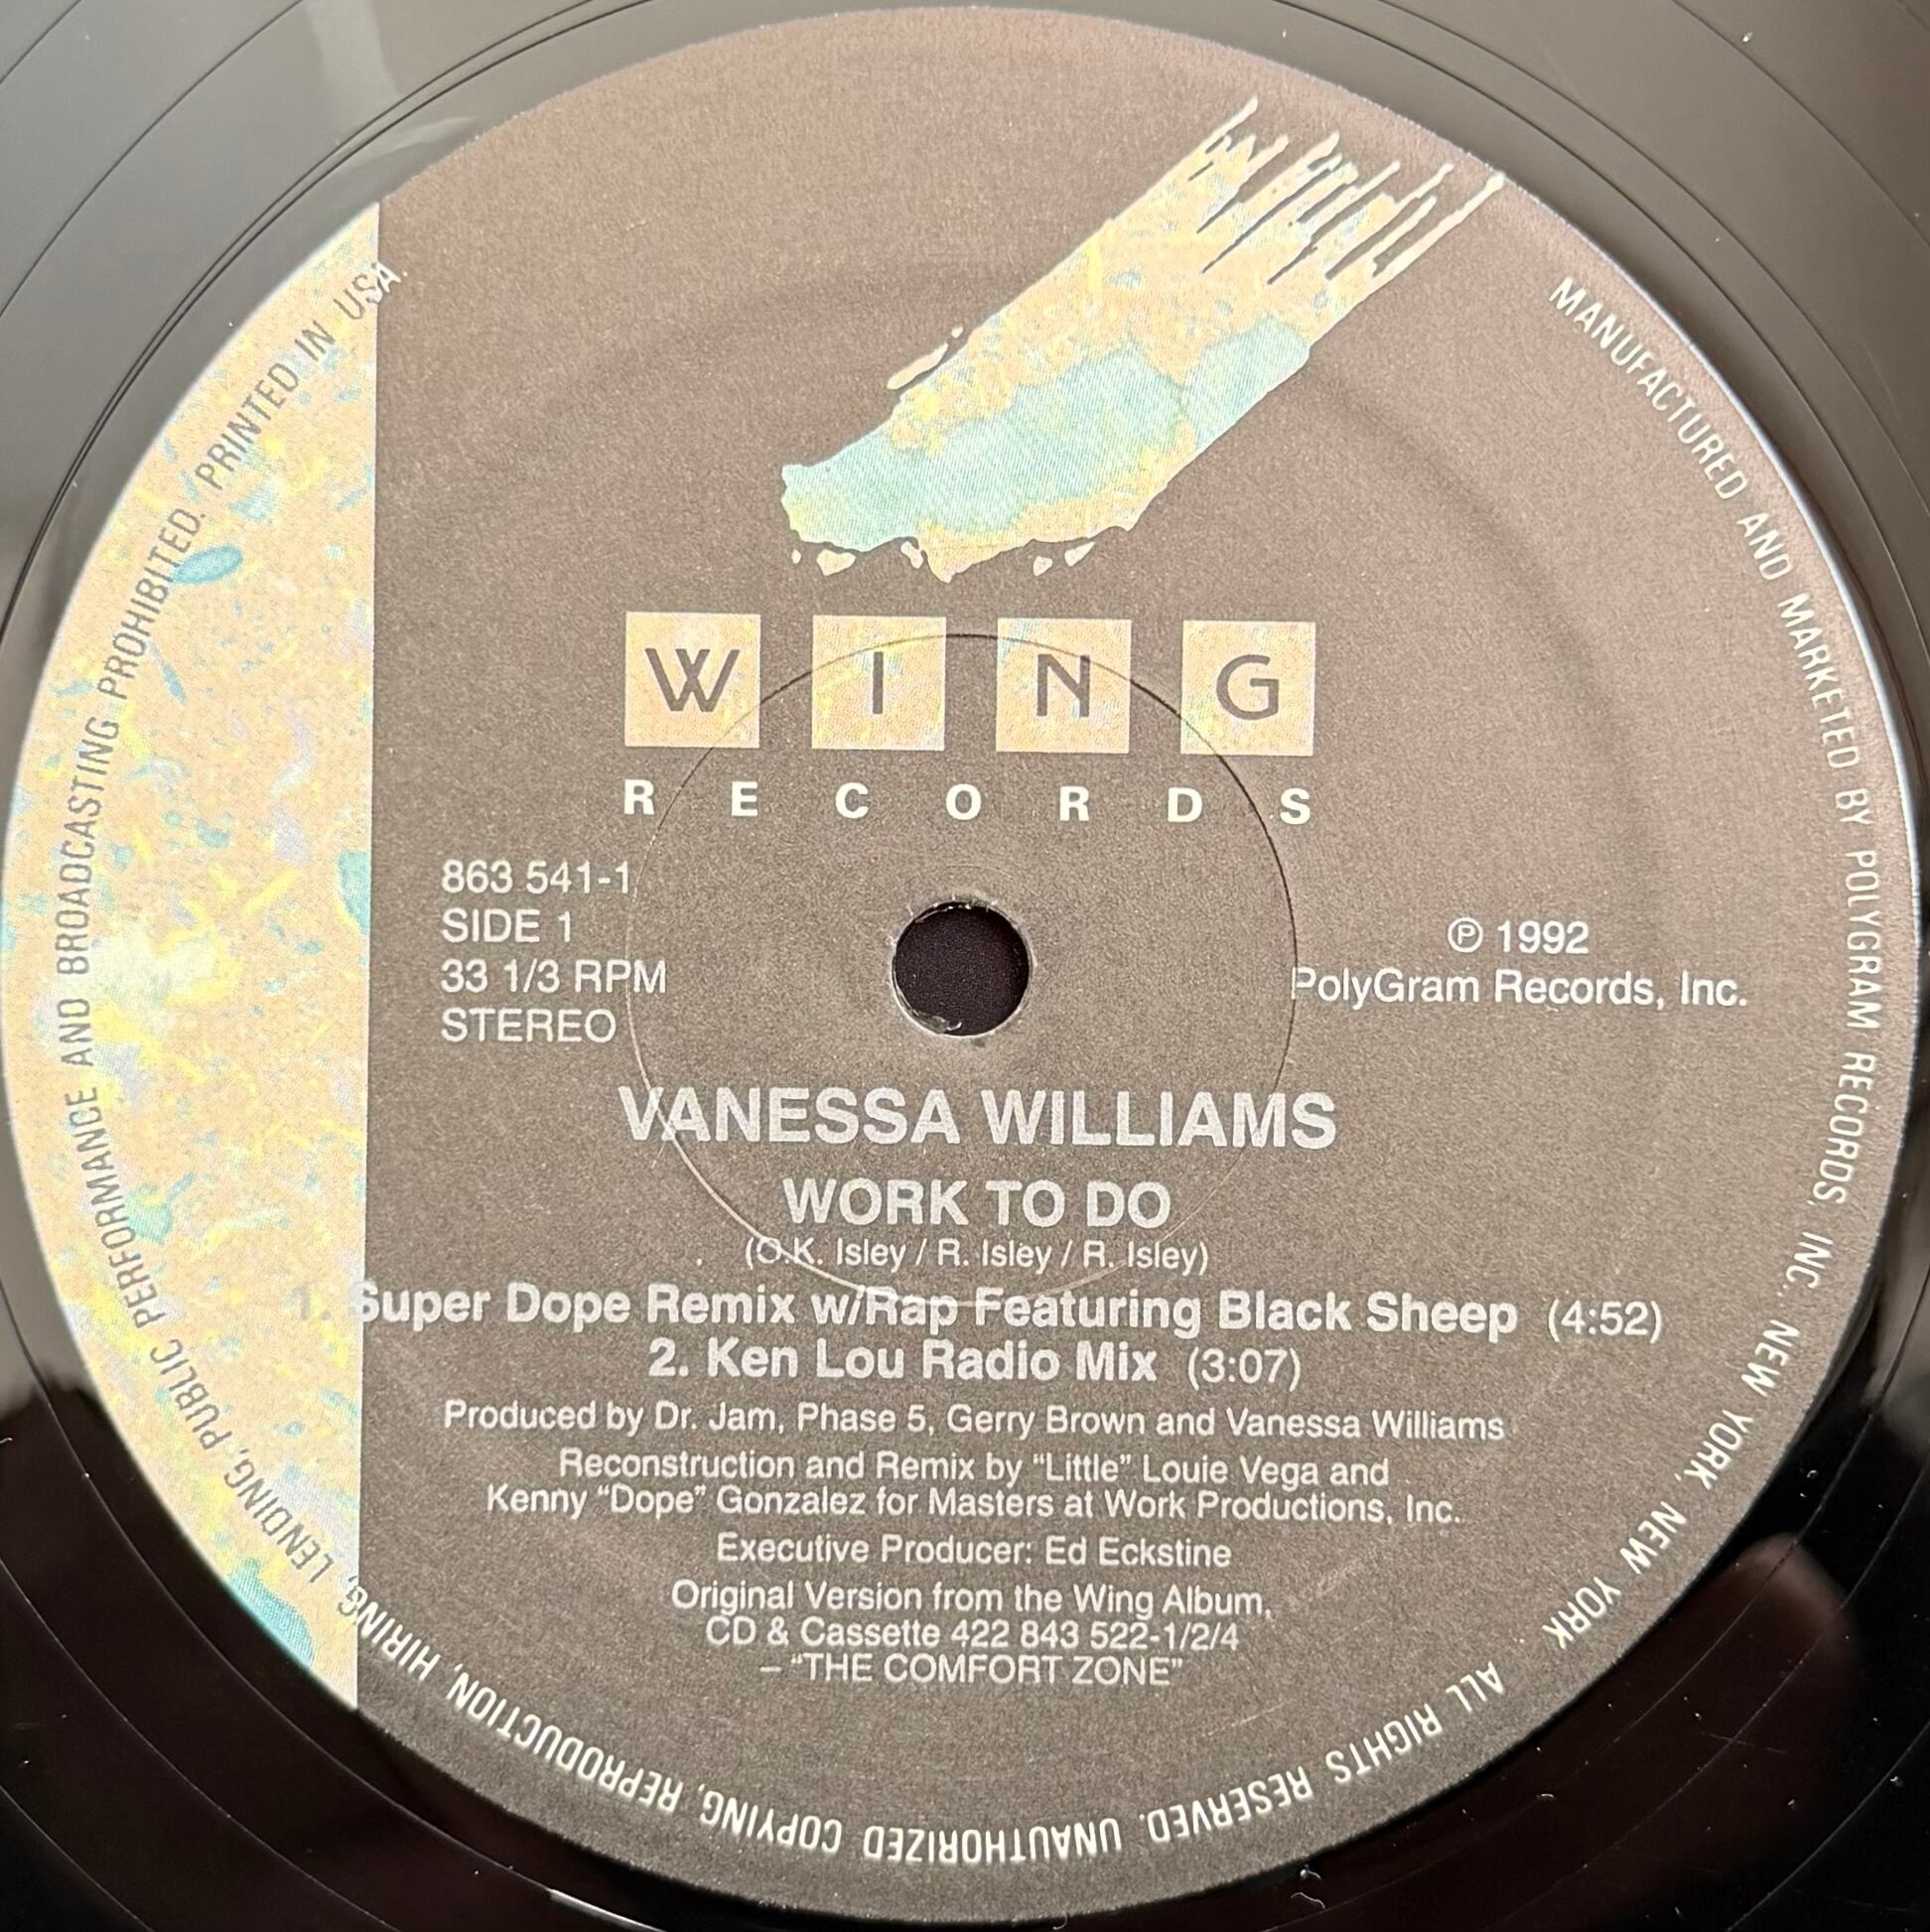 W I N G
RECORDS
863 541-1
SIDE 1
33 1/3 RPM
STEREO
℗ 1992
PolyGram Records, Inc.
VANESSA WILLIAMS
WORK TO DO
(O.K. Isley / R. Isley / R. Isley)
1. Super Dope Remix w/Rap Featuring Black Sheep (4:52)
2. Ken Lou Radio Mix (3:07)
Produced by Dr. Jam, Phase 5, Gerry Brown and Vanessa Williams
Reconstruction and Remix by “Little” Louie Vega and
Kenny “Dope” Gonzalez for Masters at Work Productions, Inc.
Executive Producer: Ed Eckstine
Original Version from the Wing Album,
CD & Cassette 422 843 522-1/2/4
– “THE COMFORT ZONE”
MANUFACTURED AND MARKETED BY POLYGRAM RECORDS, INC. NEW YORK, NEW YORK ALL RIGHTS RESERVED. UNAUTHORIZED COPYING, REPRODUCTION, HIRING, LENDING, PUBLIC PERFORMANCE AND BROADCASTING PROHIBITED. PRINTED IN USA.